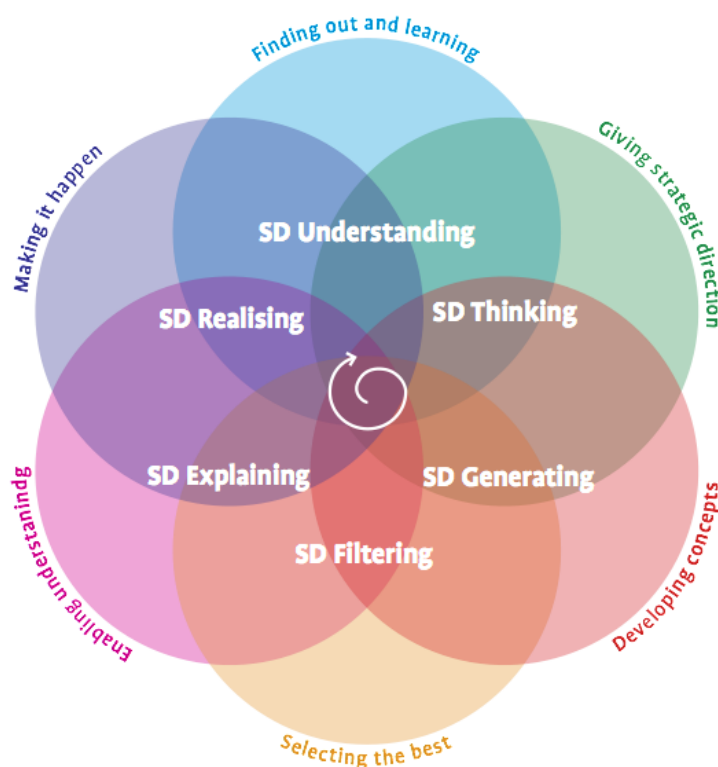 Finding out and learning
Giving strategic direction
Making it happen
SD Understanding
SD Thinking
SD Realising
SD Explaining
SD Generating
SD Filtering
Enabling understanindg
Developing concepts
Selecting the best